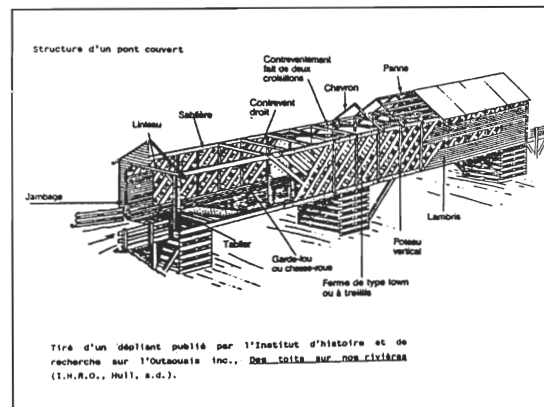 Structure d'un pont couvert
Contreventement
fait de deux
croisillons
Panne
Chevron
Contrevent
droit
Sablière
Linteau
Jambage
Lambris
Tablier
Poteau
vertical
Garde-fou
ou chasse-roue
Ferme de type town
ou à treillis
Tiré d'un dépliant publié par l'Institut d'histoire et de
recherche sur l'Outaouais inc., Des toits sur nos rivières
(I.H.R.O., Hull, s.d.).